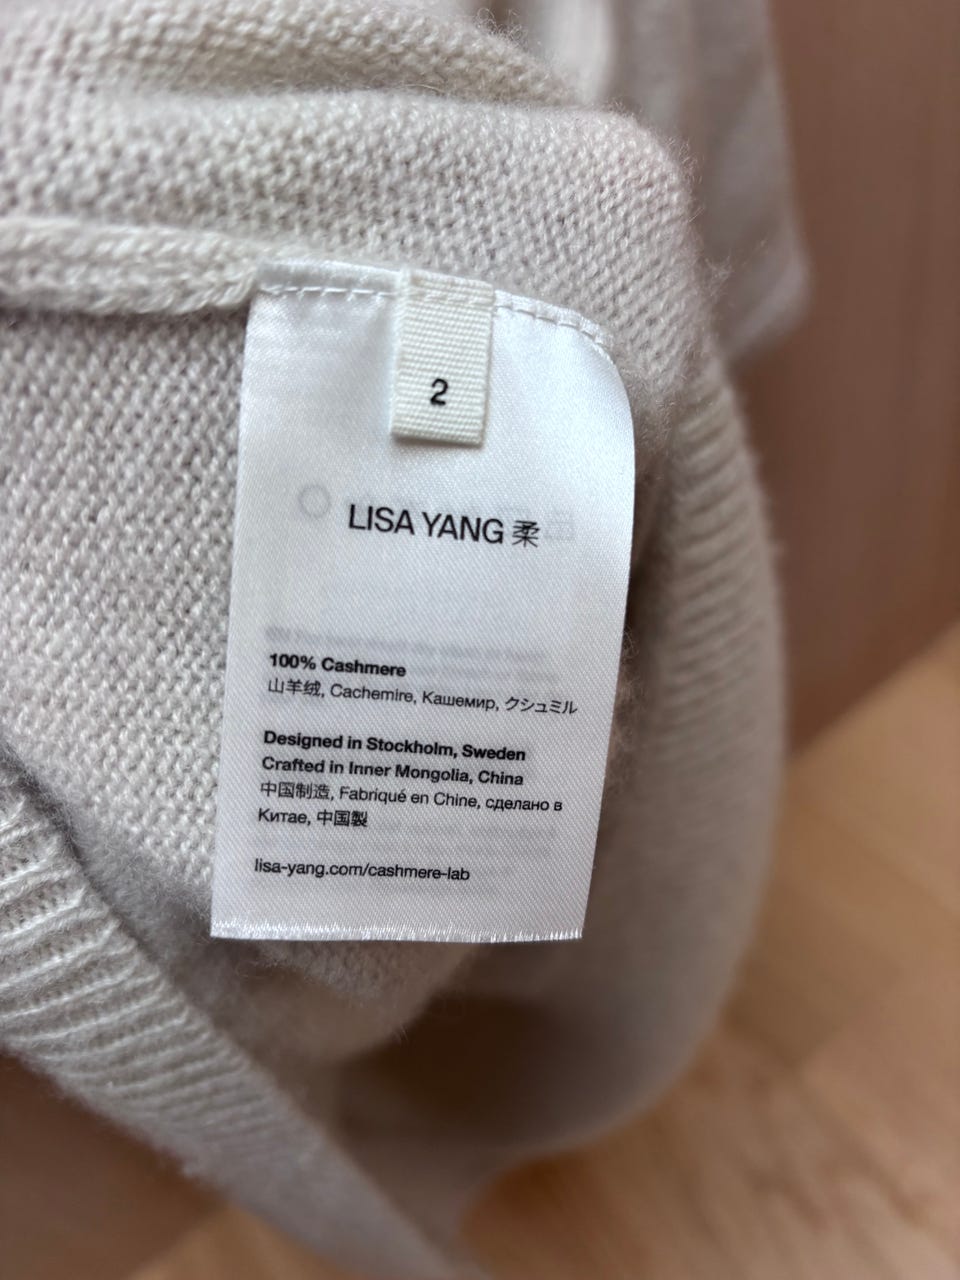 2
LISA YANG 柔
100% Cashmere
山羊绒, Cachemire, Кашемир, クシュミル
Designed in Stockholm, Sweden
Crafted in Inner Mongolia, China
中国制造, Fabriqué en Chine, сделано в
Китае, 中国製
lisa-yang.com/cashmere-lab